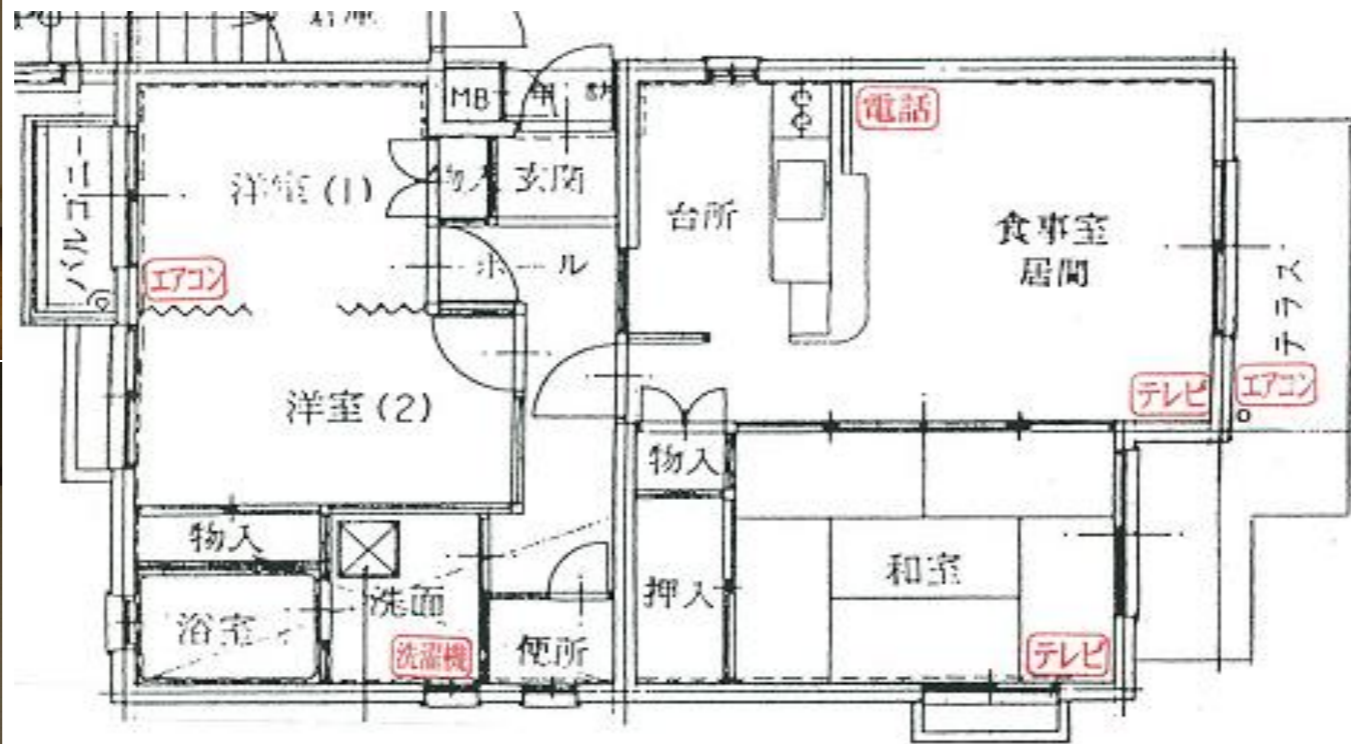 MB
電話
バルコニー
洋室(1)
物入
玄関
台所
食事室
居間
エアコン
ホール
テラス
洋室(2)
テレビ
エアコン
物入
物入
洗面
和室
浴室
洗濯機
便所
押入
テレビ